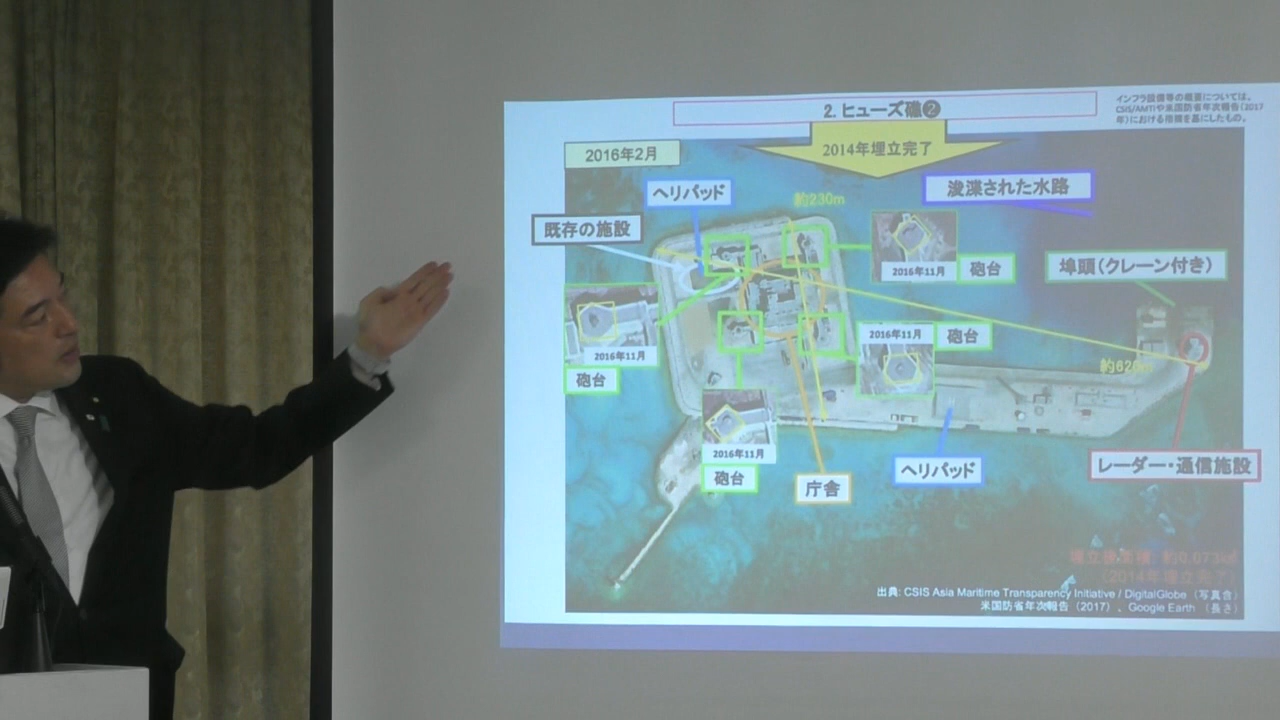 2. ヒューズ礁❷
インフラ設備等の概要については、
CSIS/AMTIや米国防省年次報告(2017
年)における指摘を基にしたもの。
2016年2月
2014年埋立完了
ヘリパッド
約230m
浚渫された水路
既存の施設
2016年11月
砲台
埠頭(クレーン付き)
2016年11月
砲台
2016年11月
砲台
約620m
2016年11月
砲台
庁舎
ヘリパッド
レーダー・通信施設
埋立後面積: 約0.073km²
(2014年埋立完了)
出典: CSIS Asia Maritime Transparency Initiative / DigitalGlobe (写真含)
米国防省年次報告(2017)、Google Earth (長さ)